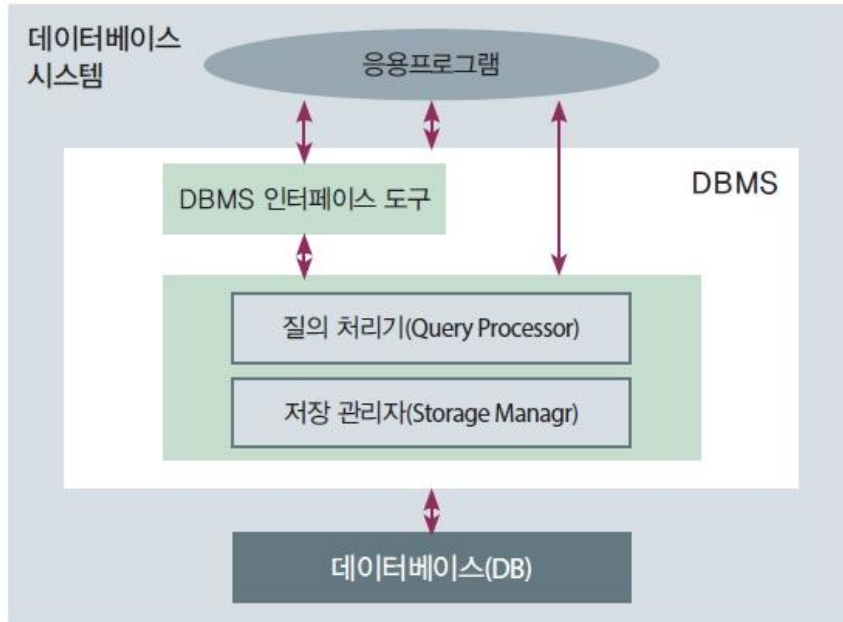 데이터베이스
시스템
응용프로그램
DBMS
DBMS 인터페이스 도구
질의 처리기(Query Processor)
저장 관리자(Storage Managr)
데이터베이스(DB)